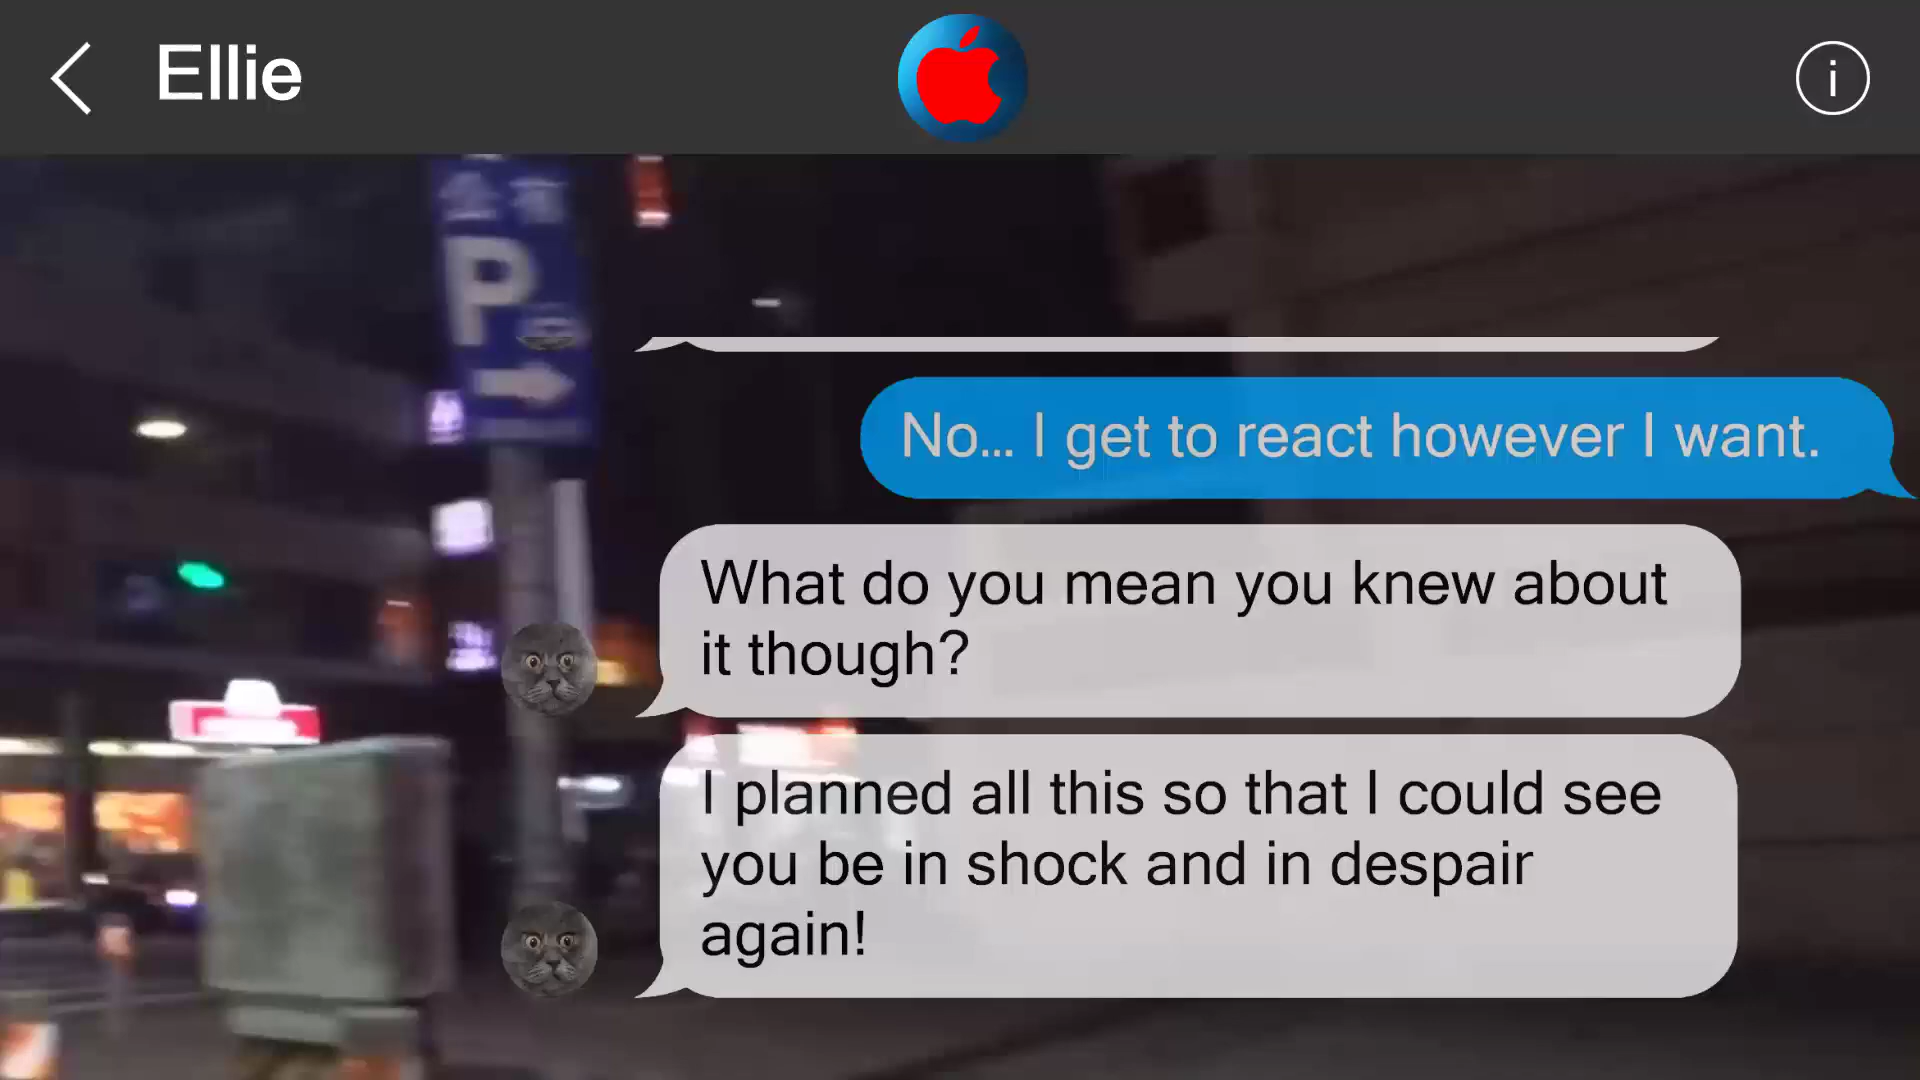 Ellie
i
P
No... I get to react however I want.
What do you mean you knew about
it though?
I planned all this so that I could see
you be in shock and in despair
again!